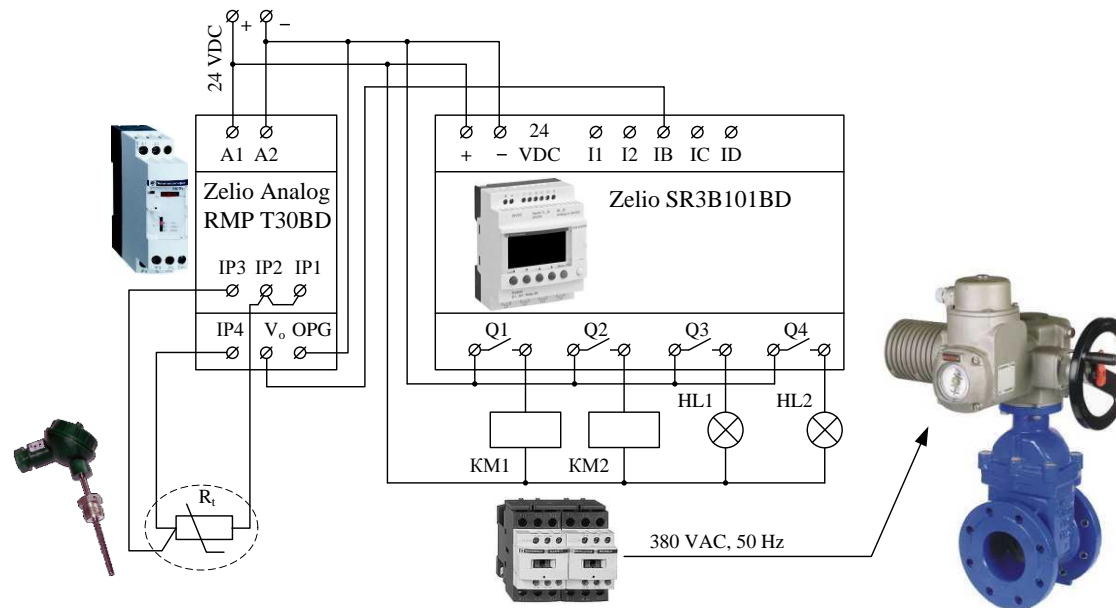 24 VDC
+
−
A1 A2
Zelio Analog
RMP T30BD
IP3 IP2 IP1
IP4 Vo OPG
+ −
24
VDC
I1 I2 IB IC ID
Zelio SR3B101BD
Q1 Q2 Q3 Q4
KM1 KM2 HL1 HL2
Rt
380 VAC, 50 Hz